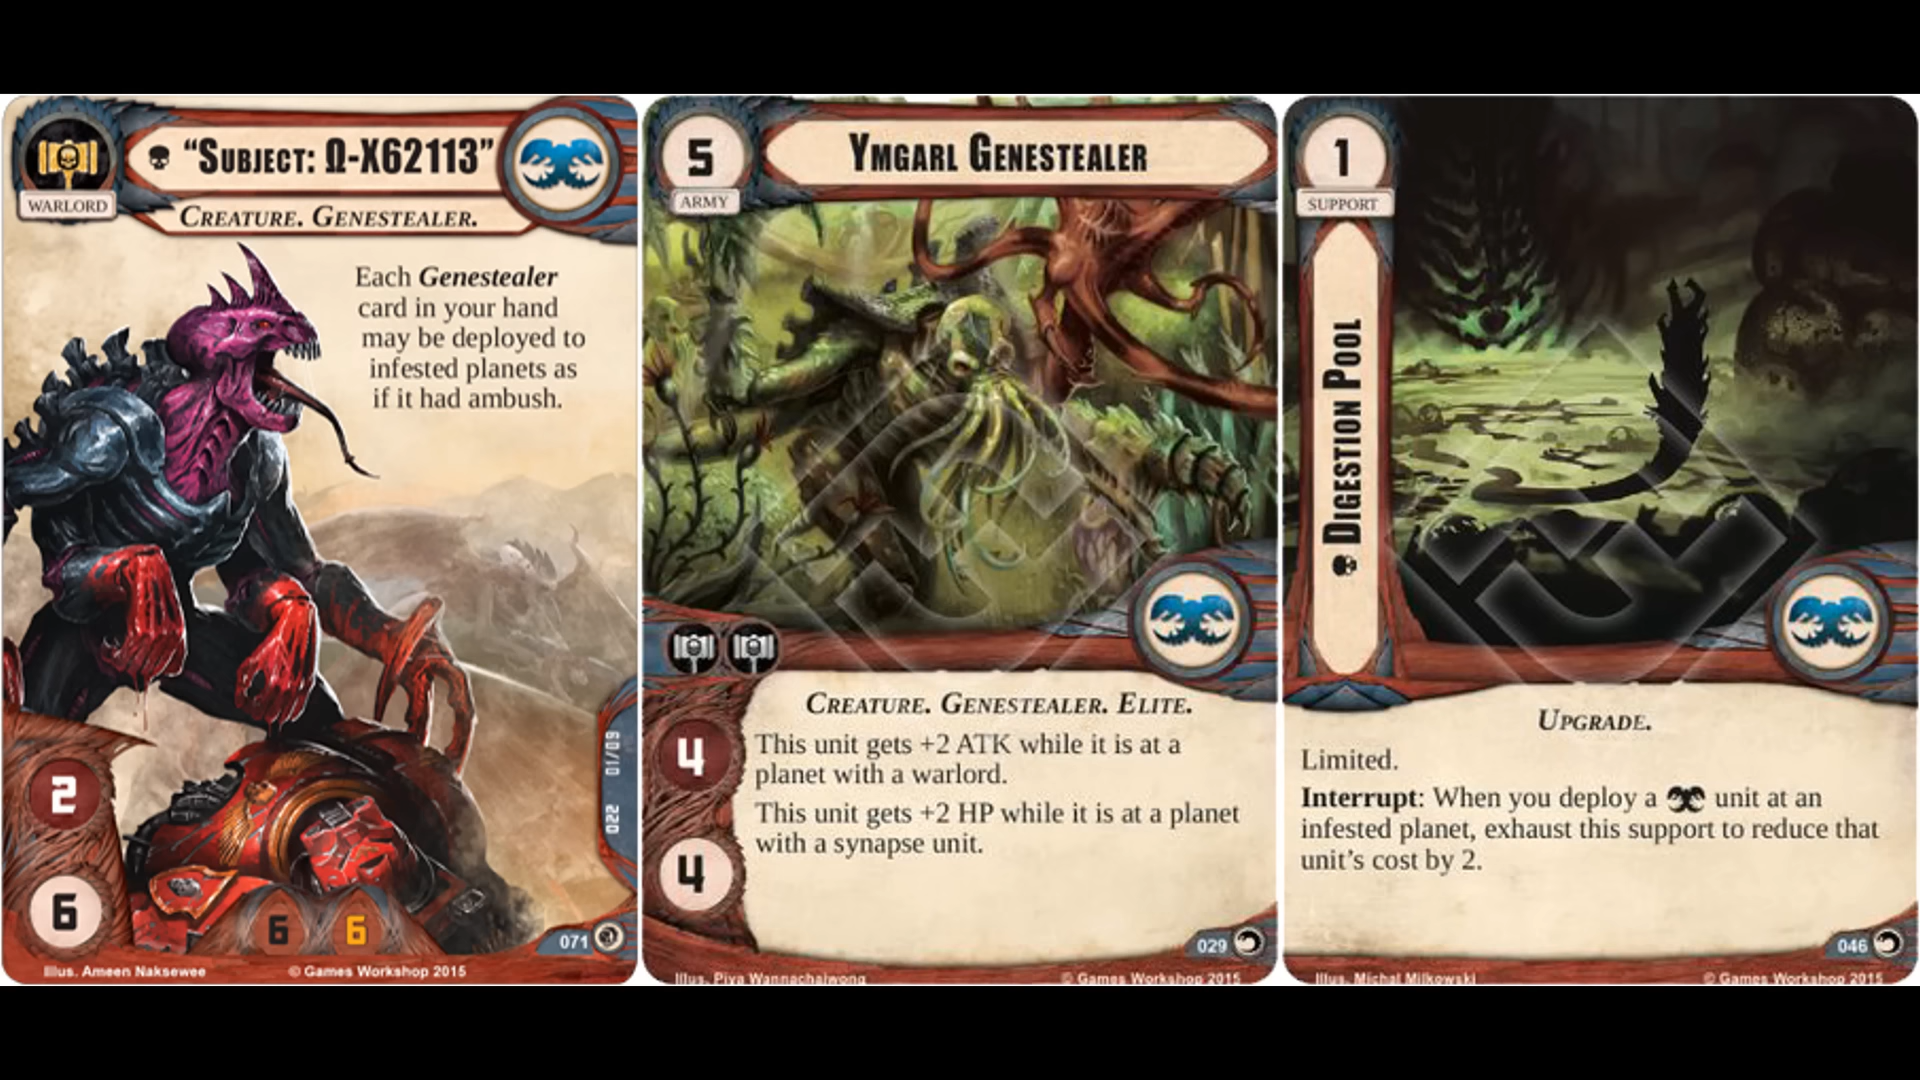 WARLORD
“SUBJECT: Ω-X62113”
CREATURE. GENESTEALER.
Each Genestealer
card in your hand
may be deployed to
infested planets as
if it had ambush.
2
6
6
6
022 01/09
071
Illus. Ameen Naksewee
© Games Workshop 2015
5
ARMY
YMGARL GENESTEALER
CREATURE. GENESTEALER. ELITE.
4
4
This unit gets +2 ATK while it is at a
planet with a warlord.
This unit gets +2 HP while it is at a planet
with a synapse unit.
029
Illus. Piya Wannachaiwong
© Games Workshop 2015
1
SUPPORT
DIGESTION POOL
UPGRADE.
Limited.
Interrupt: When you deploy a unit at an
infested planet, exhaust this support to reduce that
unit’s cost by 2.
046
Illus. Michal Milkowski
© Games Workshop 2015